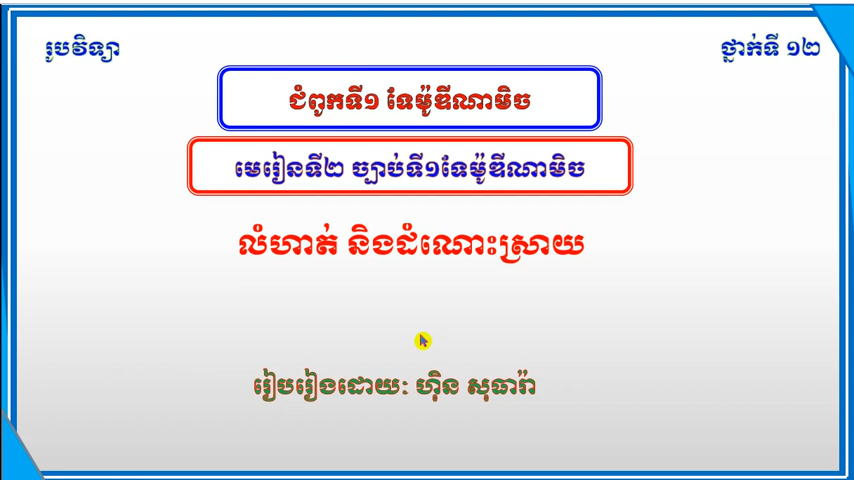 រូបវិទ្យា
ថ្នាក់ទី ១២
ជំពូកទី១ ទែម៉ូឌីណាមិច
មេរៀនទី២ ច្បាប់ទី១ទែម៉ូឌីណាមិច
លំហាត់ និងដំណោះស្រាយ
រៀបរៀងដោយៈ ហ៊ិន សុធារ៉ា